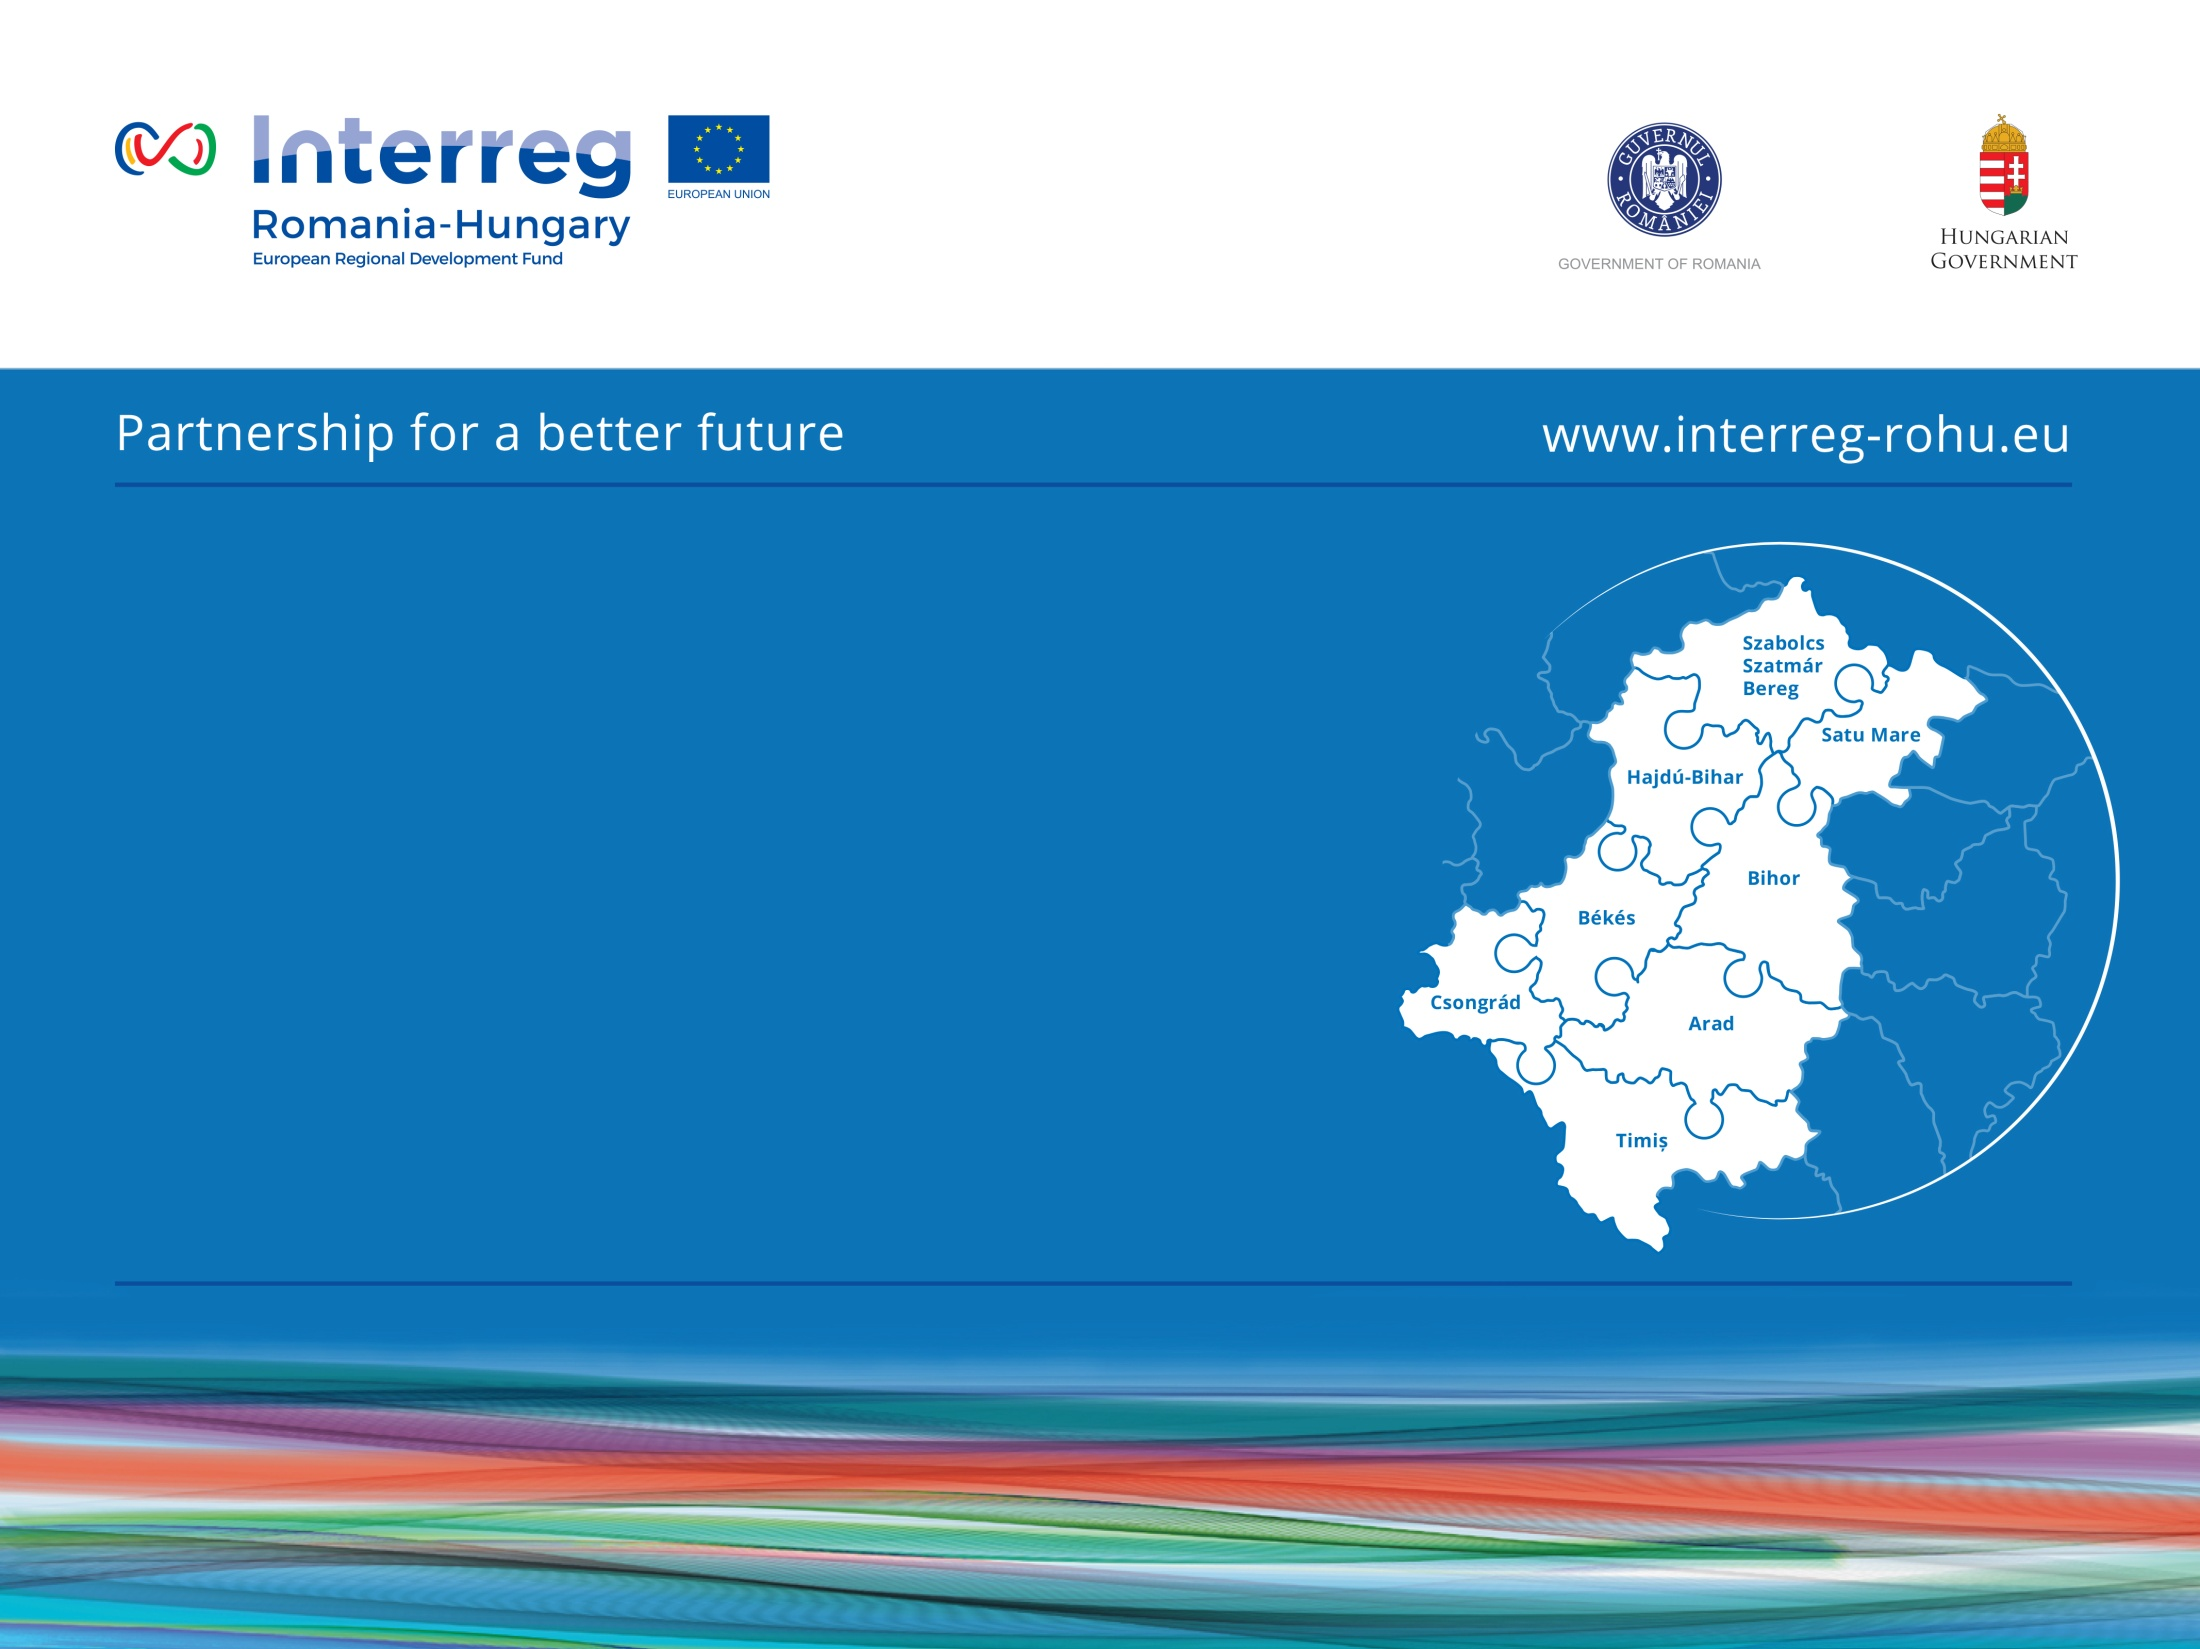 Interreg
Romania-Hungary
European Regional Development Fund
EUROPEAN UNION
GUVERNUL ROMÂNIEI
GOVERNMENT OF ROMANIA
HUNGARIAN
GOVERNMENT
Partnership for a better future
www.interreg-rohu.eu
Szabolcs
Szatmár
Bereg
Satu Mare
Hajdú-Bihar
Bihor
Békés
Csongrád
Arad
Timiș